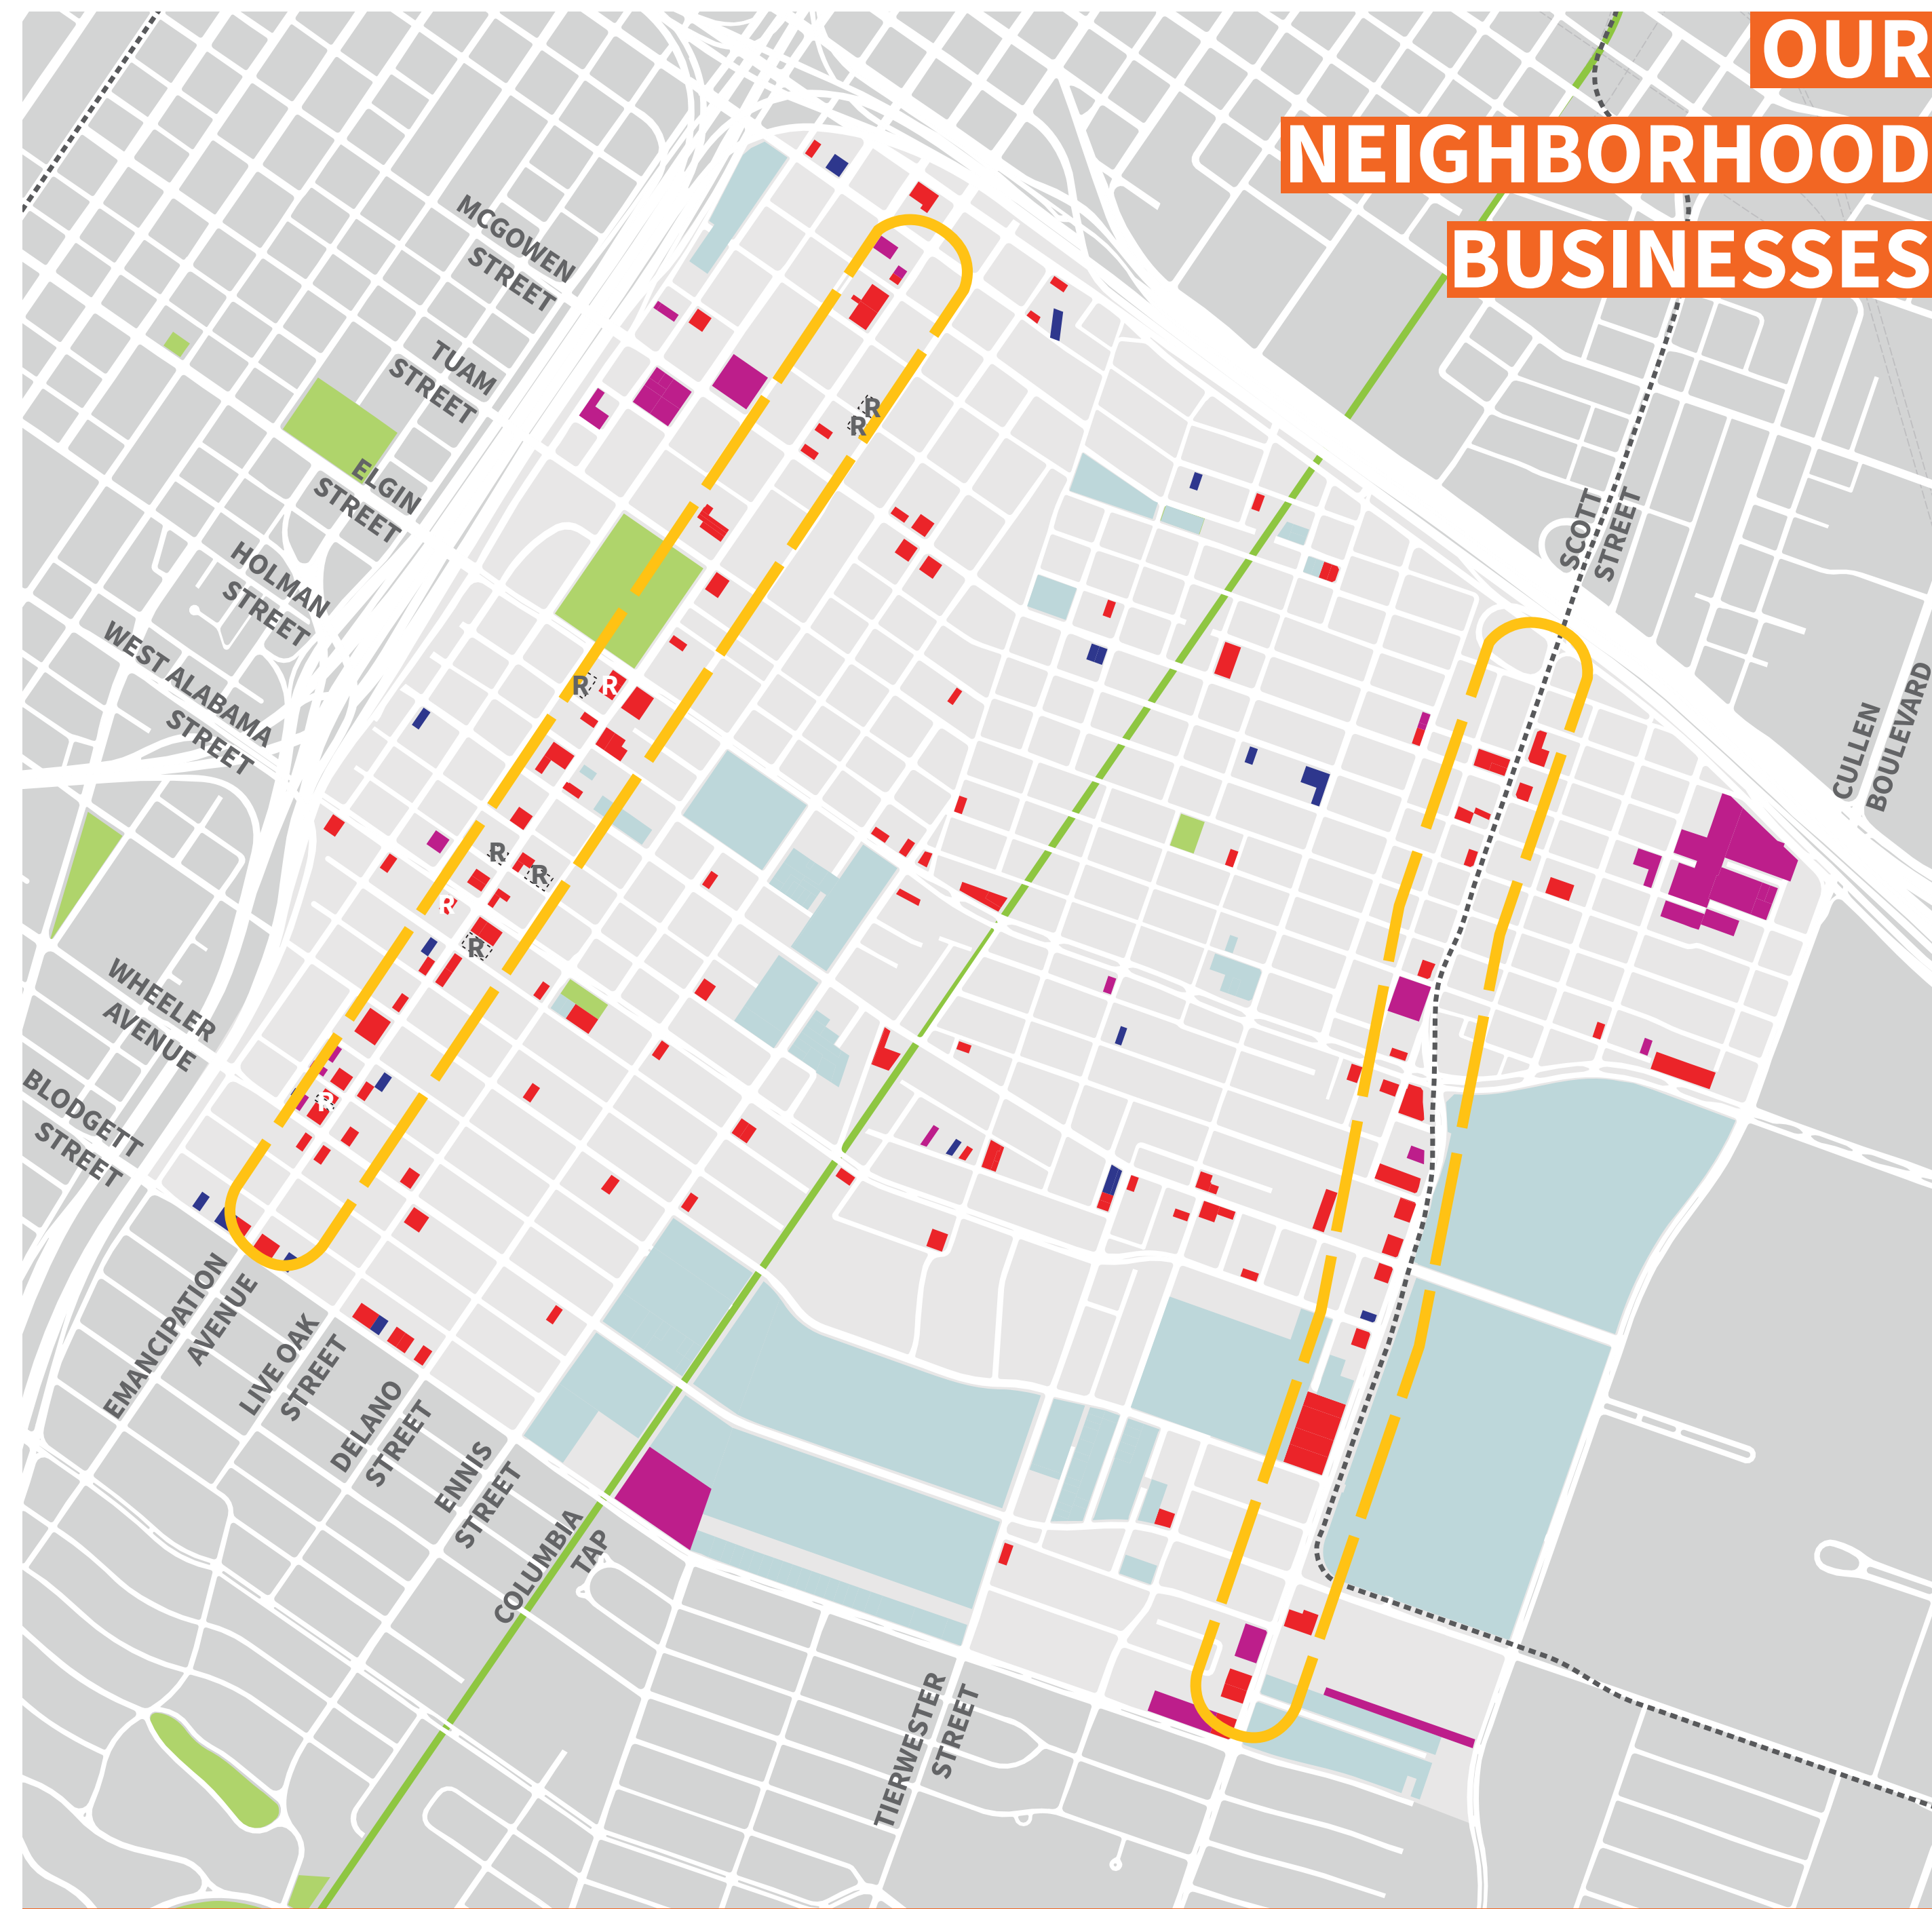 OUR
NEIGHBORHOOD
BUSINESSES
MCGOWEN
STREET
TUAM
STREET
ELGIN
STREET
HOLMAN
STREET
WEST ALABAMA
STREET
WHEELER
AVENUE
BLODGETT
STREET
EMANCIPATION
AVENUE
LIVE OAK
STREET
DELANO
STREET
ENNIS
STREET
COLUMBIA
TAP
TIERWESTER
STREET
SCOTT
STREET
CULLEN
BOULEVARD
R
R
R
R
R
R
R
R
R